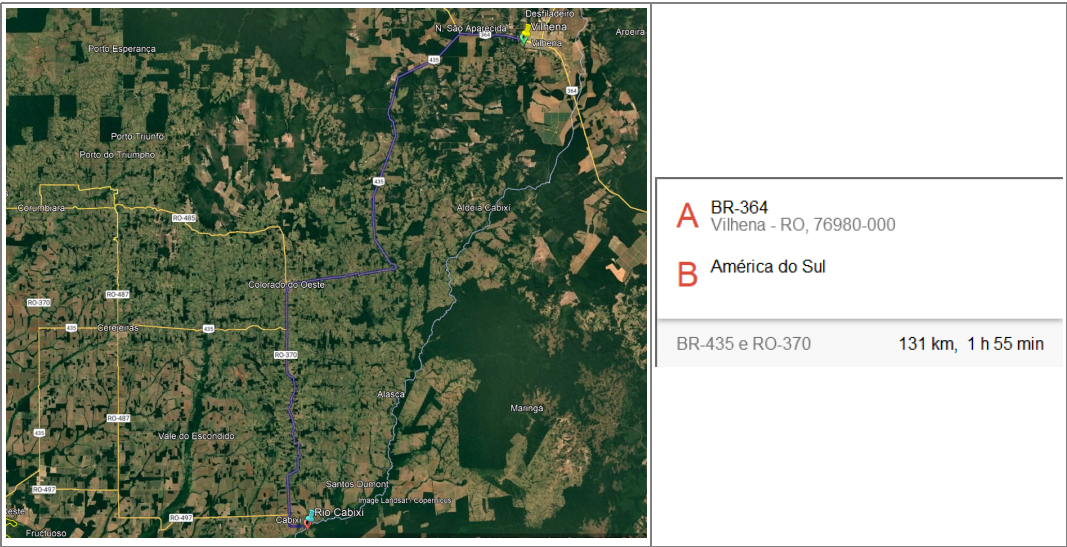 Desfiladeiro
N. São Aparecida
364
Vilhena
Vilhena
Aroeira
Porto Esperança
435
364
Porto Triunfo
Porto do Triumpho
435
Corumbiara
RO-485
Aldeia Cabixí
Colorado do Oeste
RO-487
RO-370
435
Cerejeiras
435
RO-370
Alasca
Maringá
RO-487
435
Vale do Escondido
Santos Dumont
RO-497
Image Landsat / Copernicus
RO-497
Cabixi
Rio Cabixí
Fructuoso
A
BR-364
Vilhena - RO, 76980-000
B
América do Sul
BR-435 e RO-370
131 km, 1 h 55 min